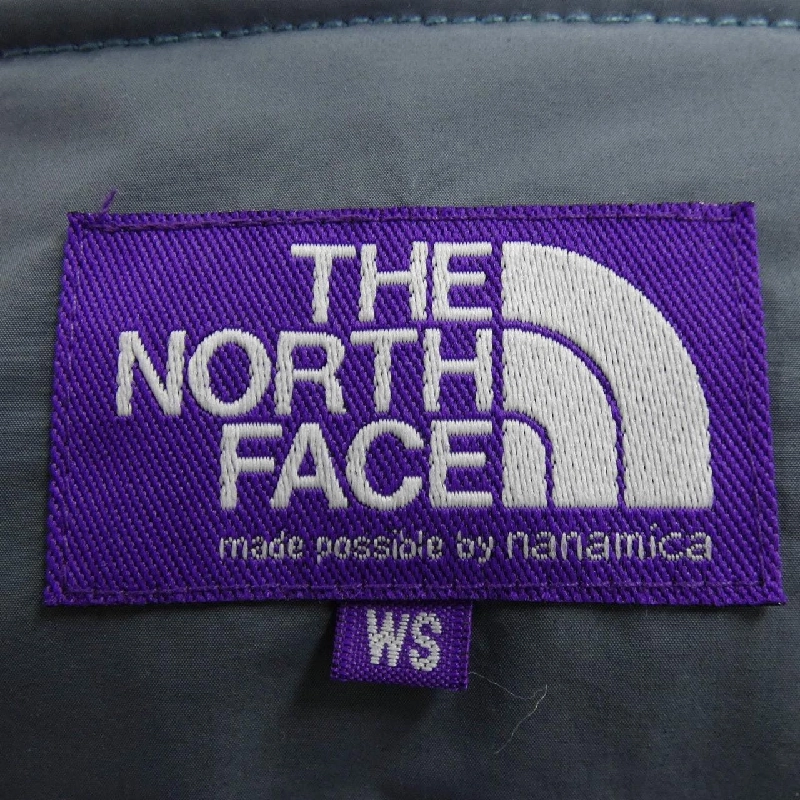 THE
NORTH
FACE
made possible by nanamica
WS